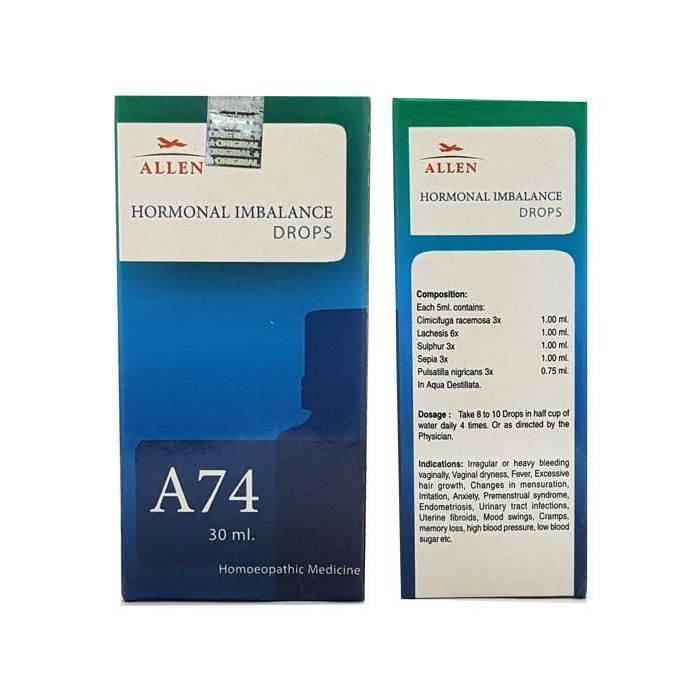 ORIGINAL
ORIGINAL
ORIGINAL
ALLEN
HORMONAL IMBALANCE
DROPS
A74
30 ml.
Homoeopathic Medicine
ALLEN
HORMONAL IMBALANCE
DROPS
Composition:
Each 5ml. contains:
Cimicifuga racemosa 3x 1.00 ml.
Lachesis 6x 1.00 ml.
Sulphur 3x 1.00 ml.
Sepia 3x 1.00 ml.
Pulsatilla nigricans 3x 0.75 ml.
In Aqua Destillata.
Dosage : Take 8 to 10 Drops in half cup of
water daily 4 times. Or as directed by the
Physician.
Indications: Irregular or heavy bleeding
vaginally, Vaginal dryness, Fever, Excessive
hair growth, Changes in mensuration,
Irritation, Anxiety, Premenstrual syndrome,
Endometriosis, Urinary tract infections,
Uterine fibroids, Mood swings, Cramps,
memory loss, high blood pressure, low blood
sugar etc.